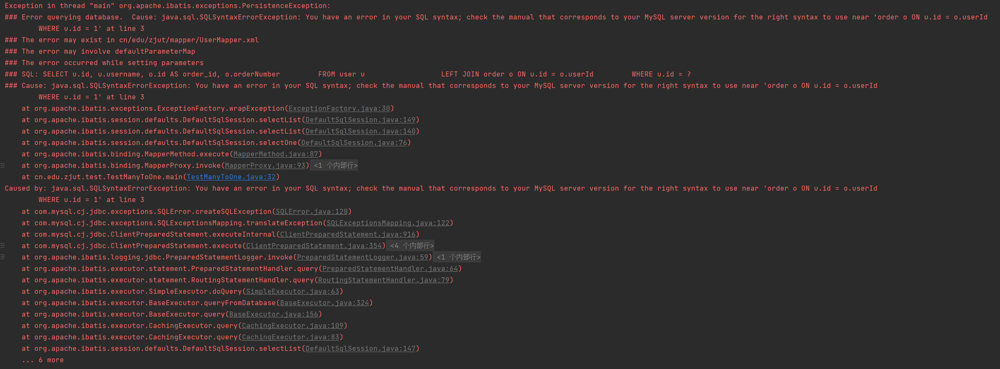 Exception in thread "main" org.apache.ibatis.exceptions.PersistenceException:
### Error querying database.  Cause: java.sql.SQLSyntaxErrorException: You have an error in your SQL syntax; check the manual that corresponds to your MySQL server version for the right syntax to use near 'order o ON u.id = o.userId
        WHERE u.id = 1' at line 3
### The error may exist in cn/edu/zjut/mapper/UserMapper.xml
### The error may involve defaultParameterMap
### The error occurred while setting parameters
### SQL: SELECT u.id, u.username, o.id AS order_id, o.orderNumber         FROM user u                  LEFT JOIN order o ON u.id = o.userId         WHERE u.id = ?
### Cause: java.sql.SQLSyntaxErrorException: You have an error in your SQL syntax; check the manual that corresponds to your MySQL server version for the right syntax to use near 'order o ON u.id = o.userId
        WHERE u.id = 1' at line 3
    at org.apache.ibatis.exceptions.ExceptionFactory.wrapException(ExceptionFactory.java:30)
    at org.apache.ibatis.session.defaults.DefaultSqlSession.selectList(DefaultSqlSession.java:149)
    at org.apache.ibatis.session.defaults.DefaultSqlSession.selectList(DefaultSqlSession.java:140)
    at org.apache.ibatis.session.defaults.DefaultSqlSession.selectOne(DefaultSqlSession.java:76)
    at org.apache.ibatis.binding.MapperMethod.execute(MapperMethod.java:87)
    at org.apache.ibatis.binding.MapperProxy.invoke(MapperProxy.java:93) <1 个内部行>
    at cn.edu.zjut.test.TestManyToOne.main(TestManyToOne.java:32)
Caused by: java.sql.SQLSyntaxErrorException: You have an error in your SQL syntax; check the manual that corresponds to your MySQL server version for the right syntax to use near 'order o ON u.id = o.userId
        WHERE u.id = 1' at line 3
    at com.mysql.cj.jdbc.exceptions.SQLError.createSQLException(SQLError.java:120)
    at com.mysql.cj.jdbc.exceptions.SQLExceptionsMapping.translateException(SQLExceptionsMapping.java:122)
    at com.mysql.cj.jdbc.ClientPreparedStatement.executeInternal(ClientPreparedStatement.java:916)
    at com.mysql.cj.jdbc.ClientPreparedStatement.execute(ClientPreparedStatement.java:354) <4 个内部行>
    at org.apache.ibatis.logging.jdbc.PreparedStatementLogger.invoke(PreparedStatementLogger.java:59) <1 个内部行>
    at org.apache.ibatis.executor.statement.PreparedStatementHandler.query(PreparedStatementHandler.java:64)
    at org.apache.ibatis.executor.statement.RoutingStatementHandler.query(RoutingStatementHandler.java:79)
    at org.apache.ibatis.executor.SimpleExecutor.doQuery(SimpleExecutor.java:63)
    at org.apache.ibatis.executor.BaseExecutor.queryFromDatabase(BaseExecutor.java:324)
    at org.apache.ibatis.executor.BaseExecutor.query(BaseExecutor.java:156)
    at org.apache.ibatis.executor.CachingExecutor.query(CachingExecutor.java:109)
    at org.apache.ibatis.executor.CachingExecutor.query(CachingExecutor.java:83)
    at org.apache.ibatis.session.defaults.DefaultSqlSession.selectList(DefaultSqlSession.java:147)
    ... 6 more